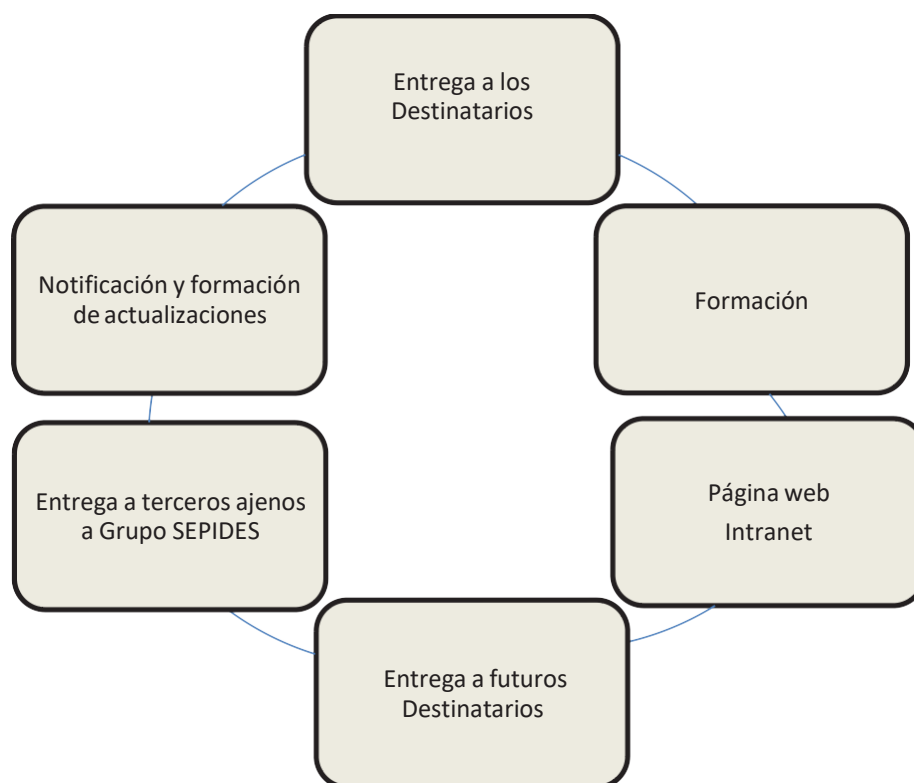 Entrega a los
Destinatarios
Formación
Página web
Intranet
Entrega a futuros
Destinatarios
Entrega a terceros ajenos
a Grupo SEPIDES
Notificación y formación
de actualizaciones